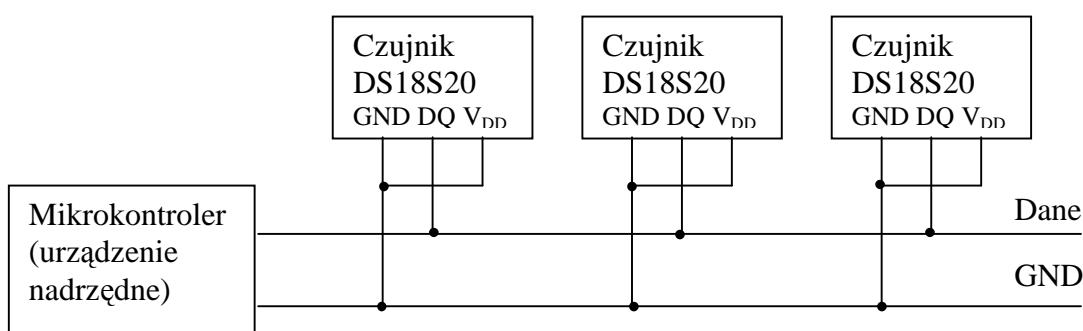 Czujnik
DS18S20
GND DQ VDD
Czujnik
DS18S20
GND DQ VDD
Czujnik
DS18S20
GND DQ VDD
Mikrokontroler
(urządzenie
nadrzędne)
Dane
GND